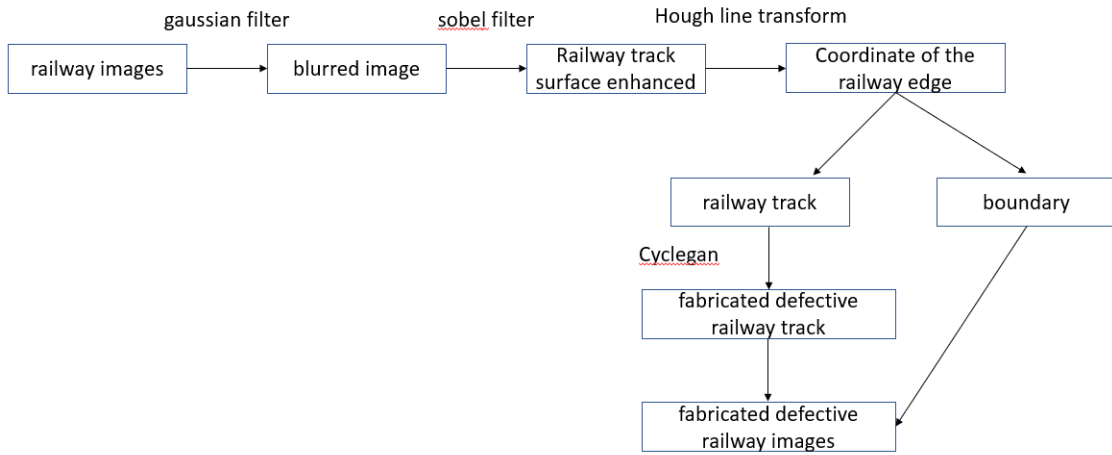 gaussian filter
sobel filter
Hough line transform
railway images
blurred image
Railway track
surface enhanced
Coordinate of the
railway edge
railway track
boundary
Cyclegan
fabricated defective
railway track
fabricated defective
railway images